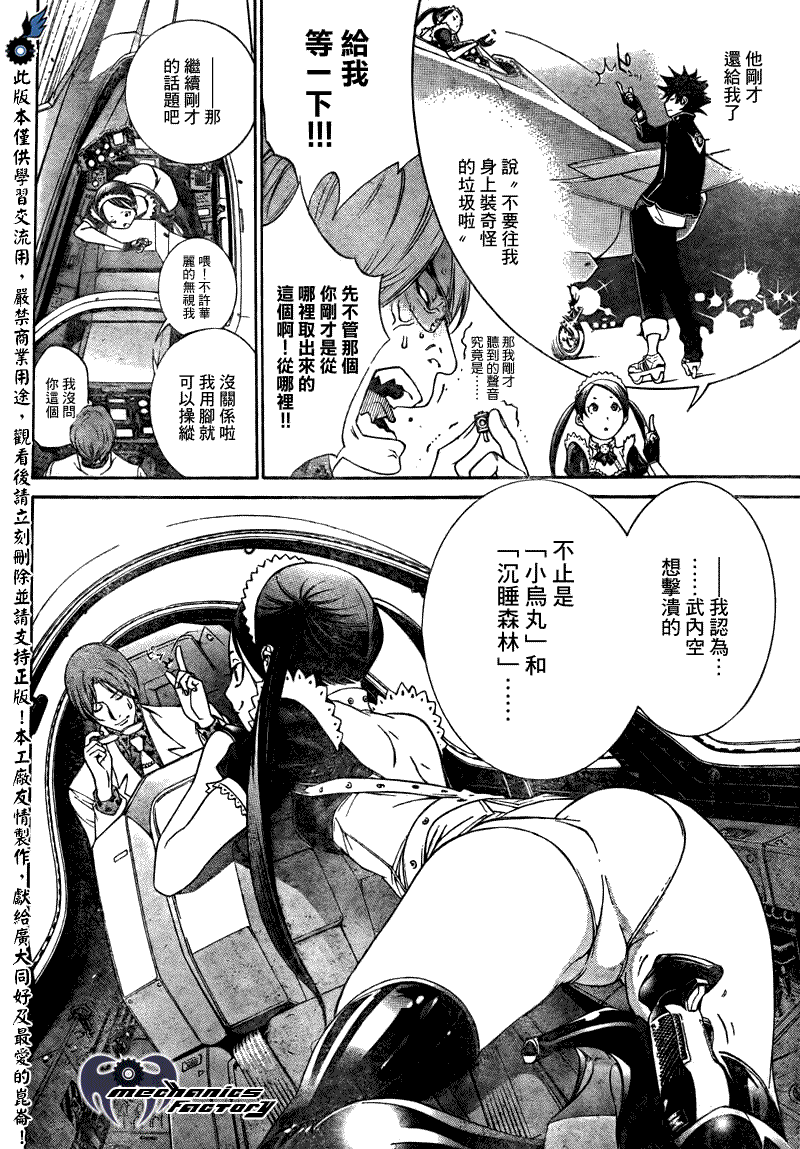 他剛才
還給我了
說〝不要往我
身上裝奇怪
的垃圾啦〞
給我
等一下!!!
那我剛才
聽到的聲音
究竟是……
先不管那個
你剛才是從
哪裡取出來的
這個啊！從哪裡!!
——那
繼續剛才
的話題吧
喂！不許華
麗的無視我
沒關係啦
我用腳就
可以操縱
我沒問
你這個
——我認為…
……武內空
想擊潰的
不止是
「小烏丸」和
「沉睡森林」……
此版本僅供學習交流用，嚴禁商業用途，觀看後請立刻刪除並請支持正版！本工廠友情製作，獻給廣大同好及最愛的崑崙！
mechanics
factory